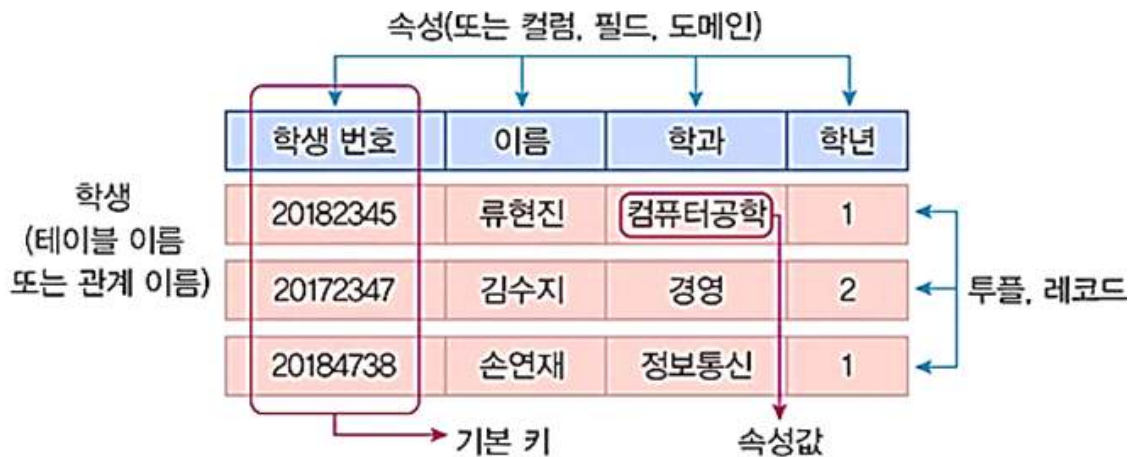 속성(또는 컬럼, 필드, 도메인)
학생 번호 이름 학과 학년
학생
(테이블 이름
또는 관계 이름)
20182345 류현진 컴퓨터공학 1
20172347 김수지 경영 2
20184738 손연재 정보통신 1
투플, 레코드
기본 키
속성값